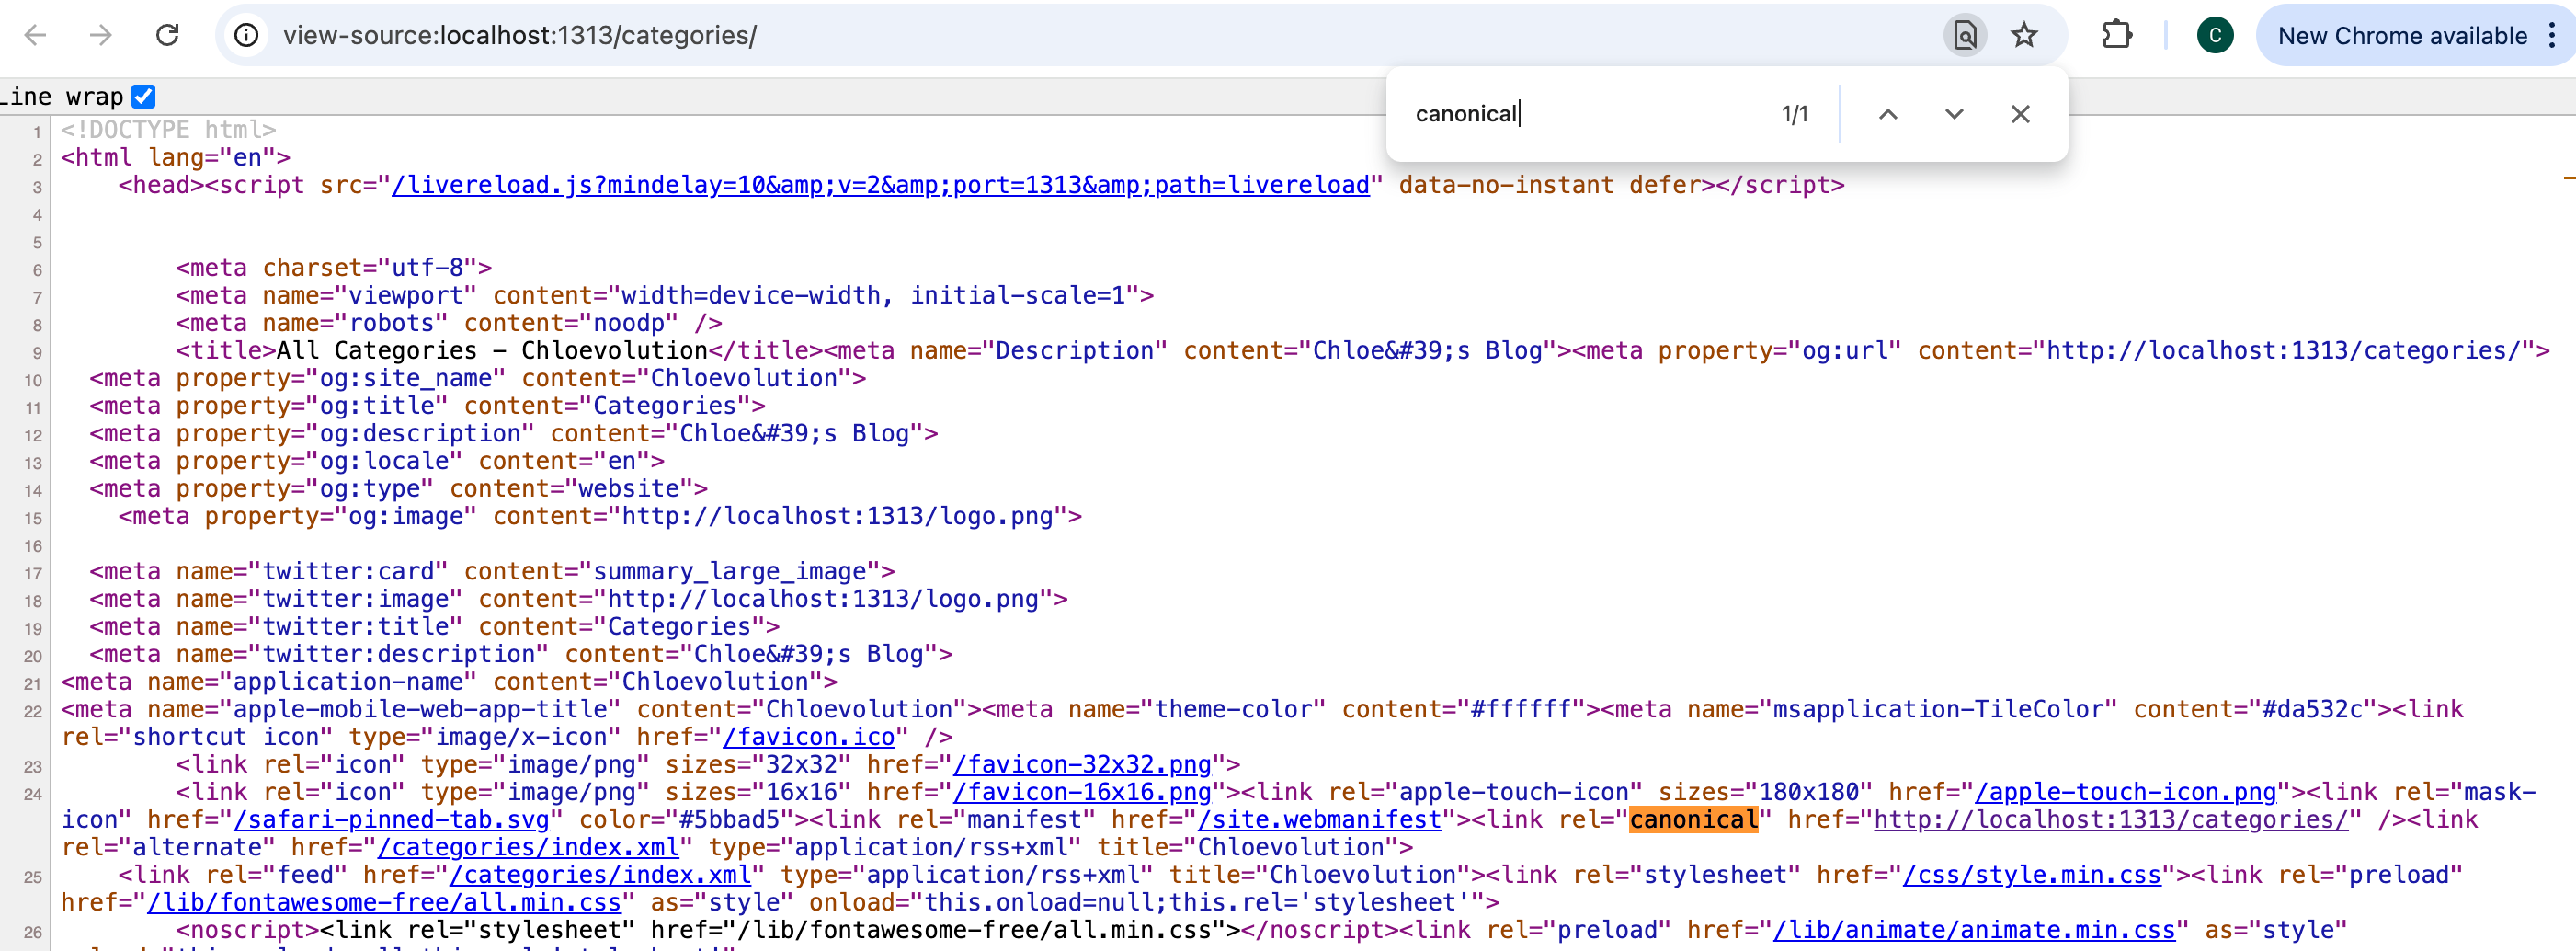 view-source:localhost:1313/categories/
C
New Chrome available
Line wrap
canonical
1/1
1 <!DOCTYPE html>
2 <html lang="en">
3 <head><script src="/livereload.js?mindelay=10&amp;v=2&amp;port=1313&amp;path=livereload" data-no-instant defer></script>
4
5
6 <meta charset="utf-8">
7 <meta name="viewport" content="width=device-width, initial-scale=1">
8 <meta name="robots" content="noodp" />
9 <title>All Categories - Chloevolution</title><meta name="Description" content="Chloe&#39;s Blog"><meta property="og:url" content="http://localhost:1313/categories/">
10 <meta property="og:site_name" content="Chloevolution">
11 <meta property="og:title" content="Categories">
12 <meta property="og:description" content="Chloe&#39;s Blog">
13 <meta property="og:locale" content="en">
14 <meta property="og:type" content="website">
15 <meta property="og:image" content="http://localhost:1313/logo.png">
16
17 <meta name="twitter:card" content="summary_large_image">
18 <meta name="twitter:image" content="http://localhost:1313/logo.png">
19 <meta name="twitter:title" content="Categories">
20 <meta name="twitter:description" content="Chloe&#39;s Blog">
21 <meta name="application-name" content="Chloevolution">
22 <meta name="apple-mobile-web-app-title" content="Chloevolution"><meta name="theme-color" content="#ffffff"><meta name="msapplication-TileColor" content="#da532c"><link
rel="shortcut icon" type="image/x-icon" href="/favicon.ico" />
23 <link rel="icon" type="image/png" sizes="32x32" href="/favicon-32x32.png">
24 <link rel="icon" type="image/png" sizes="16x16" href="/favicon-16x16.png"><link rel="apple-touch-icon" sizes="180x180" href="/apple-touch-icon.png"><link rel="mask-
icon" href="/safari-pinned-tab.svg" color="#5bbad5"><link rel="manifest" href="/site.webmanifest"><link rel="canonical" href="http://localhost:1313/categories/" /><link
rel="alternate" href="/categories/index.xml" type="application/rss+xml" title="Chloevolution">
25 <link rel="feed" href="/categories/index.xml" type="application/rss+xml" title="Chloevolution"><link rel="stylesheet" href="/css/style.min.css"><link rel="preload"
href="/lib/fontawesome-free/all.min.css" as="style" onload="this.onload=null;this.rel='stylesheet'">
26 <noscript><link rel="stylesheet" href="/lib/fontawesome-free/all.min.css"></noscript><link rel="preload" href="/lib/animate/animate.min.css" as="style"